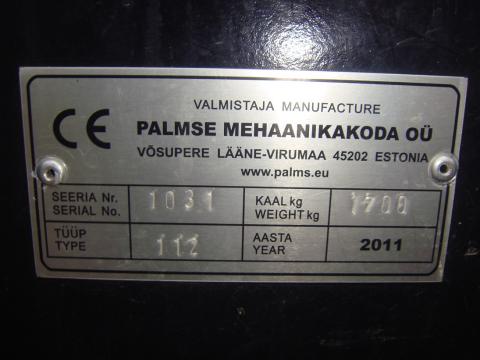 CE
VALMISTAJA MANUFACTURE
PALMSE MEHAANIKAKODA OÜ
VÕSUPERE LÄÄNE-VIRUMAA 45202 ESTONIA
www.palms.eu
SEERIA Nr. 1031 KAAL kg 1700
SERIAL No. WEIGHT kg
TÜÜP 112 AASTA 2011
TYPE YEAR